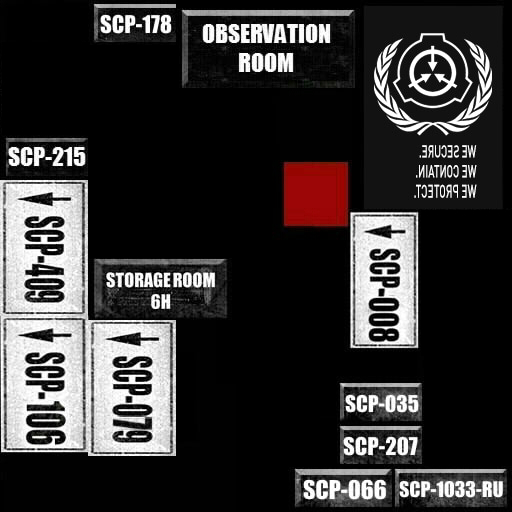 SCP-178
OBSERVATION
ROOM
WE SECURE.
WE CONTAIN.
WE PROTECT.
SCP-215
SCP-409
STORAGE ROOM
6H
SCP-008
SCP-106
SCP-079
SCP-035
SCP-207
SCP-066
SCP-1033-RU